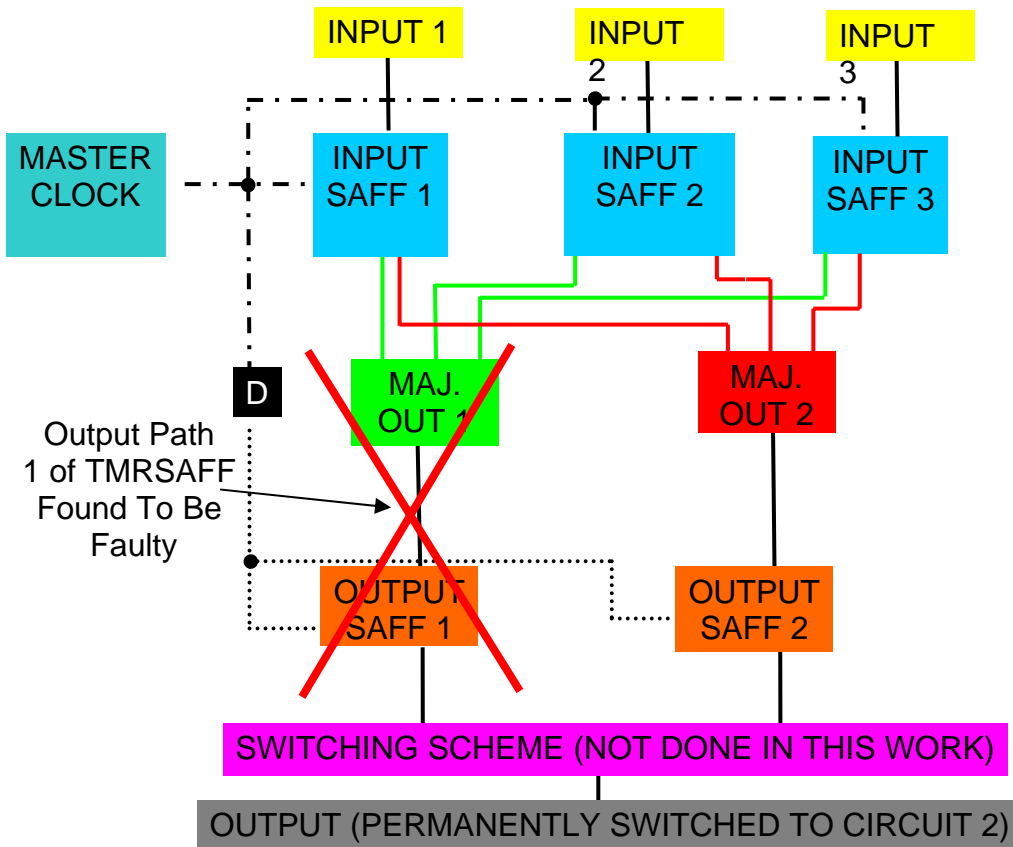 INPUT 1
INPUT
2
INPUT
3
MASTER
CLOCK
INPUT
SAFF 1
INPUT
SAFF 2
INPUT
SAFF 3
D
MAJ.
OUT 1
MAJ.
OUT 2
Output Path
1 of TMRSAFF
Found To Be
Faulty
OUTPUT
SAFF 1
OUTPUT
SAFF 2
SWITCHING SCHEME (NOT DONE IN THIS WORK)
OUTPUT (PERMANENTLY SWITCHED TO CIRCUIT 2)